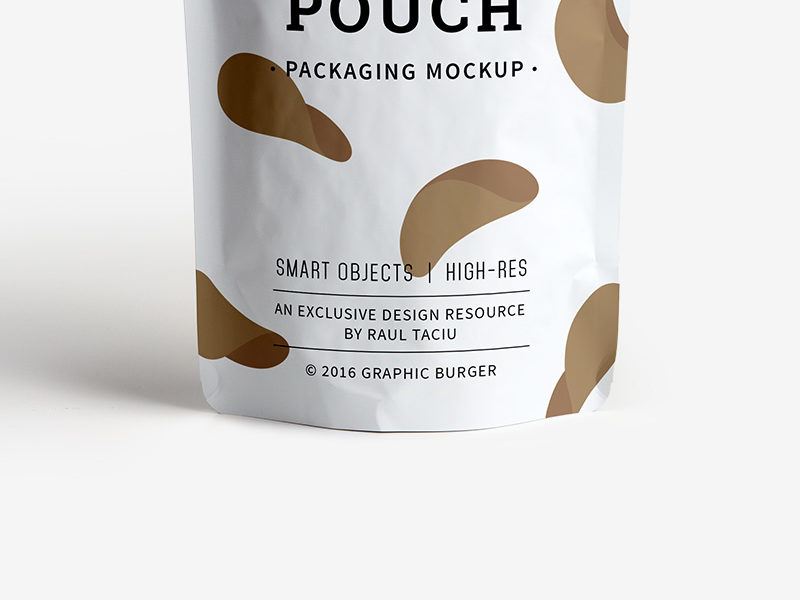 POUCH
· PACKAGING MOCKUP ·
SMART OBJECTS | HIGH-RES
AN EXCLUSIVE DESIGN RESOURCE
BY RAUL TACIU
© 2016 GRAPHIC BURGER